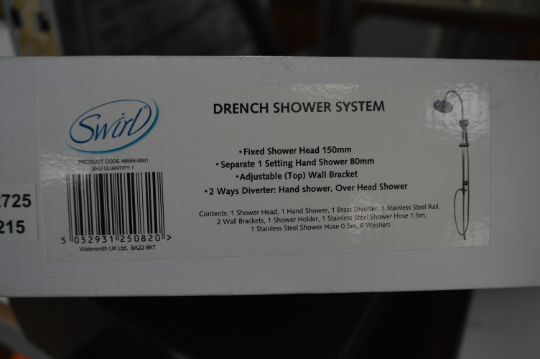 Swirl
DRENCH SHOWER SYSTEM
•Fixed Shower Head 150mm
•Separate 1 Setting Hand Shower 80mm
•Adjustable (Top) Wall Bracket
•2 Ways Diverter: Hand shower, Over Head Shower
Contents: 1 Shower Head, 1 Hand Shower, 1 Brass Diverter, 1 Stainless Steel Rail,
2 Wall Brackets, 1 Shower Holder, 1 Stainless Steel Shower Hose 1.5m,
1 Stainless Steel Shower Hose 0.5m, 6 Washers
PRODUCT CODE 46555-0001
SKU QUANTITY 1
5 052931 250820 >
Watersmith UK Ltd, BA22 8RT
2725
215